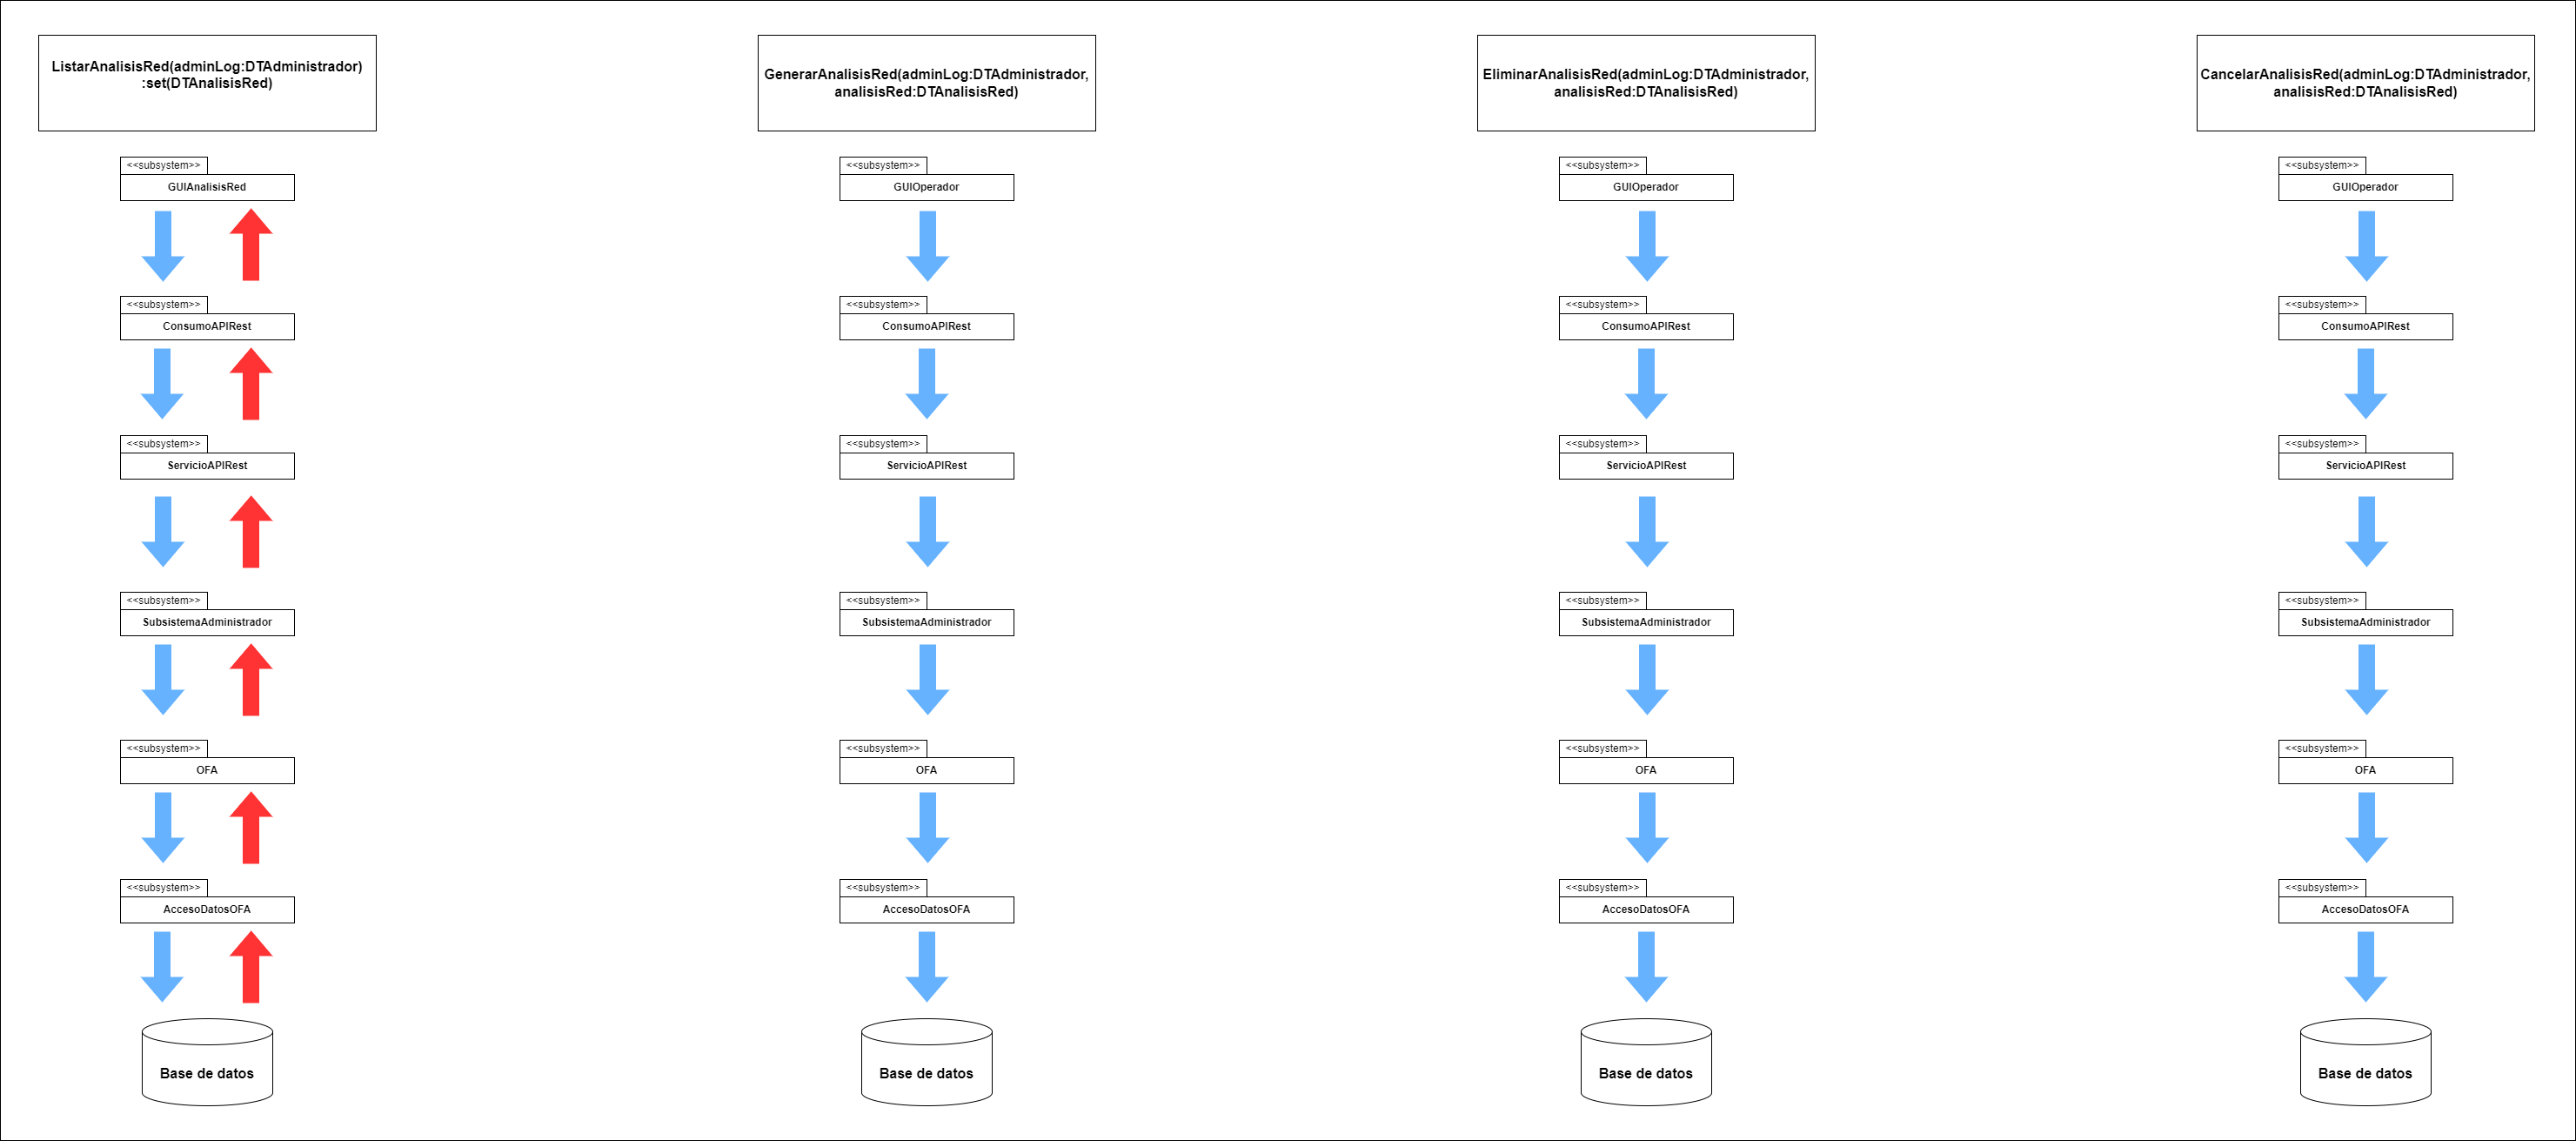 ListarAnalisisRed(adminLog:DTAdministrador)
:set(DTAnalisisRed)
<<subsystem>>
GUIAnalisisRed
<<subsystem>>
ConsumoAPIRest
<<subsystem>>
ServicioAPIRest
<<subsystem>>
SubsistemaAdministrador
<<subsystem>>
OFA
<<subsystem>>
AccesoDatosOFA
Base de datos
GenerarAnalisisRed(adminLog:DTAdministrador,
analisisRed:DTAnalisisRed)
<<subsystem>>
GUIOperador
<<subsystem>>
ConsumoAPIRest
<<subsystem>>
ServicioAPIRest
<<subsystem>>
SubsistemaAdministrador
<<subsystem>>
OFA
<<subsystem>>
AccesoDatosOFA
Base de datos
EliminarAnalisisRed(adminLog:DTAdministrador,
analisisRed:DTAnalisisRed)
<<subsystem>>
GUIOperador
<<subsystem>>
ConsumoAPIRest
<<subsystem>>
ServicioAPIRest
<<subsystem>>
SubsistemaAdministrador
<<subsystem>>
OFA
<<subsystem>>
AccesoDatosOFA
Base de datos
CancelarAnalisisRed(adminLog:DTAdministrador,
analisisRed:DTAnalisisRed)
<<subsystem>>
GUIOperador
<<subsystem>>
ConsumoAPIRest
<<subsystem>>
ServicioAPIRest
<<subsystem>>
SubsistemaAdministrador
<<subsystem>>
OFA
<<subsystem>>
AccesoDatosOFA
Base de datos